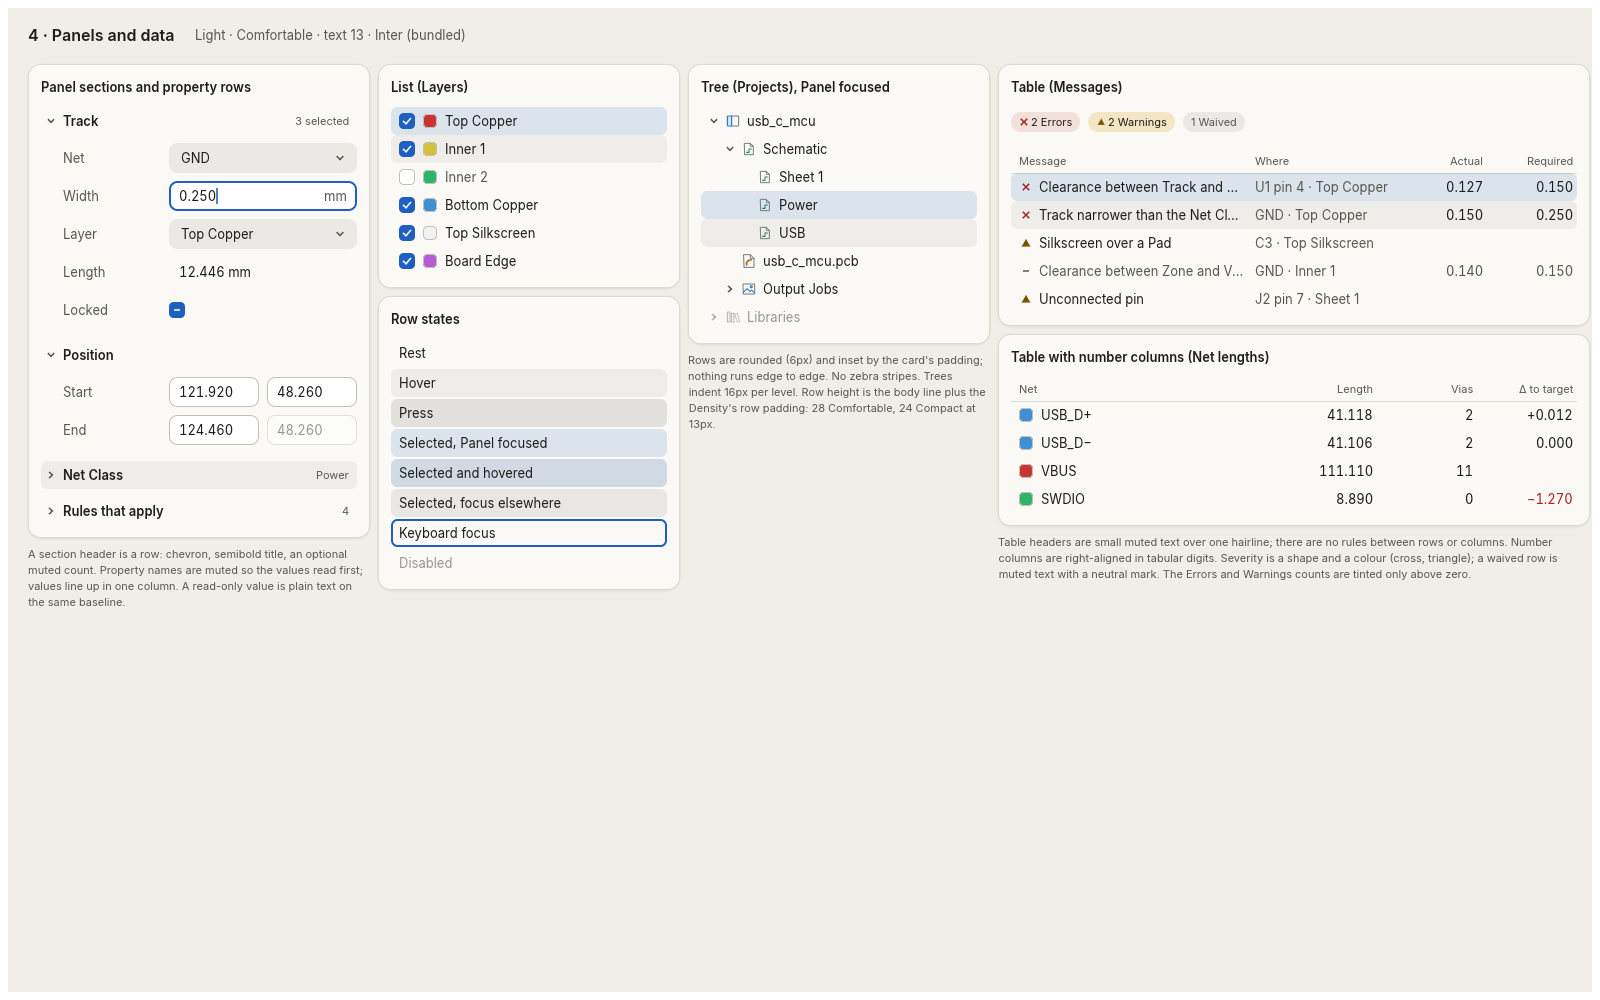 4 · Panels and data Light · Comfortable · text 13 · Inter (bundled)
Panel sections and property rows
Track 3 selected
Net GND
Width 0.250 mm
Layer Top Copper
Length 12.446 mm
Locked
Position
Start 121.920 48.260
End 124.460 48.260
Net Class Power
Rules that apply 4
A section header is a row: chevron, semibold title, an optional
muted count. Property names are muted so the values read first;
values line up in one column. A read-only value is plain text on
the same baseline.
List (Layers)
Top Copper
Inner 1
Inner 2
Bottom Copper
Top Silkscreen
Board Edge
Row states
Rest
Hover
Press
Selected, Panel focused
Selected and hovered
Selected, focus elsewhere
Keyboard focus
Disabled
Tree (Projects), Panel focused
usb_c_mcu
Schematic
Sheet 1
Power
USB
usb_c_mcu.pcb
Output Jobs
Libraries
Rows are rounded (6px) and inset by the card's padding;
nothing runs edge to edge. No zebra stripes. Trees
indent 16px per level. Row height is the body line plus the
Density's row padding: 28 Comfortable, 24 Compact at
13px.
Table (Messages)
2 Errors 2 Warnings 1 Waived
Message Where Actual Required
Clearance between Track and ... U1 pin 4 · Top Copper 0.127 0.150
Track narrower than the Net Cl... GND · Top Copper 0.150 0.250
Silkscreen over a Pad C3 · Top Silkscreen
Clearance between Zone and V... GND · Inner 1 0.140 0.150
Unconnected pin J2 pin 7 · Sheet 1
Table with number columns (Net lengths)
Net Length Vias Δ to target
USB_D+ 41.118 2 +0.012
USB_D− 41.106 2 0.000
VBUS 111.110 11
SWDIO 8.890 0 −1.270
Table headers are small muted text over one hairline; there are no rules between rows or columns. Number
columns are right-aligned in tabular digits. Severity is a shape and a colour (cross, triangle); a waived row is
muted text with a neutral mark. The Errors and Warnings counts are tinted only above zero.